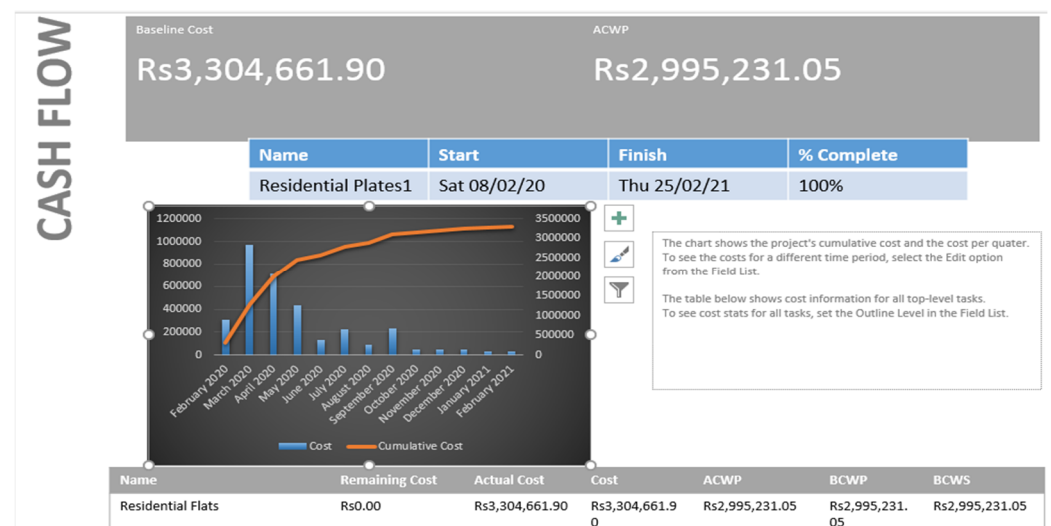 CASH FLOW
Baseline Cost
ACWP
Rs3,304,661.90
Rs2,995,231.05
Name Start Finish % Complete
Residential Plates1 Sat 08/02/20 Thu 25/02/21 100%
1200000
1000000
800000
600000
400000
200000
0
3500000
3000000
2500000
2000000
1500000
1000000
500000
0
February 2020
March 2020
April 2020
May 2020
June 2020
July 2020
August 2020
September 2020
October 2020
November 2020
December 2020
January 2021
February 2021
Cost Cumulative Cost
The chart shows the project's cumulative cost and the cost per quater.
To see the costs for a different time period, select the Edit option
from the Field List.
The table below shows cost information for all top-level tasks.
To see cost stats for all tasks, set the Outline Level in the Field List.
Name Remaining Cost Actual Cost Cost ACWP BCWP BCWS
Residential Flats Rs0.00 Rs3,304,661.90 Rs3,304,661.9 Rs2,995,231.05 Rs2,995,231. Rs2,995,231.05
0 05